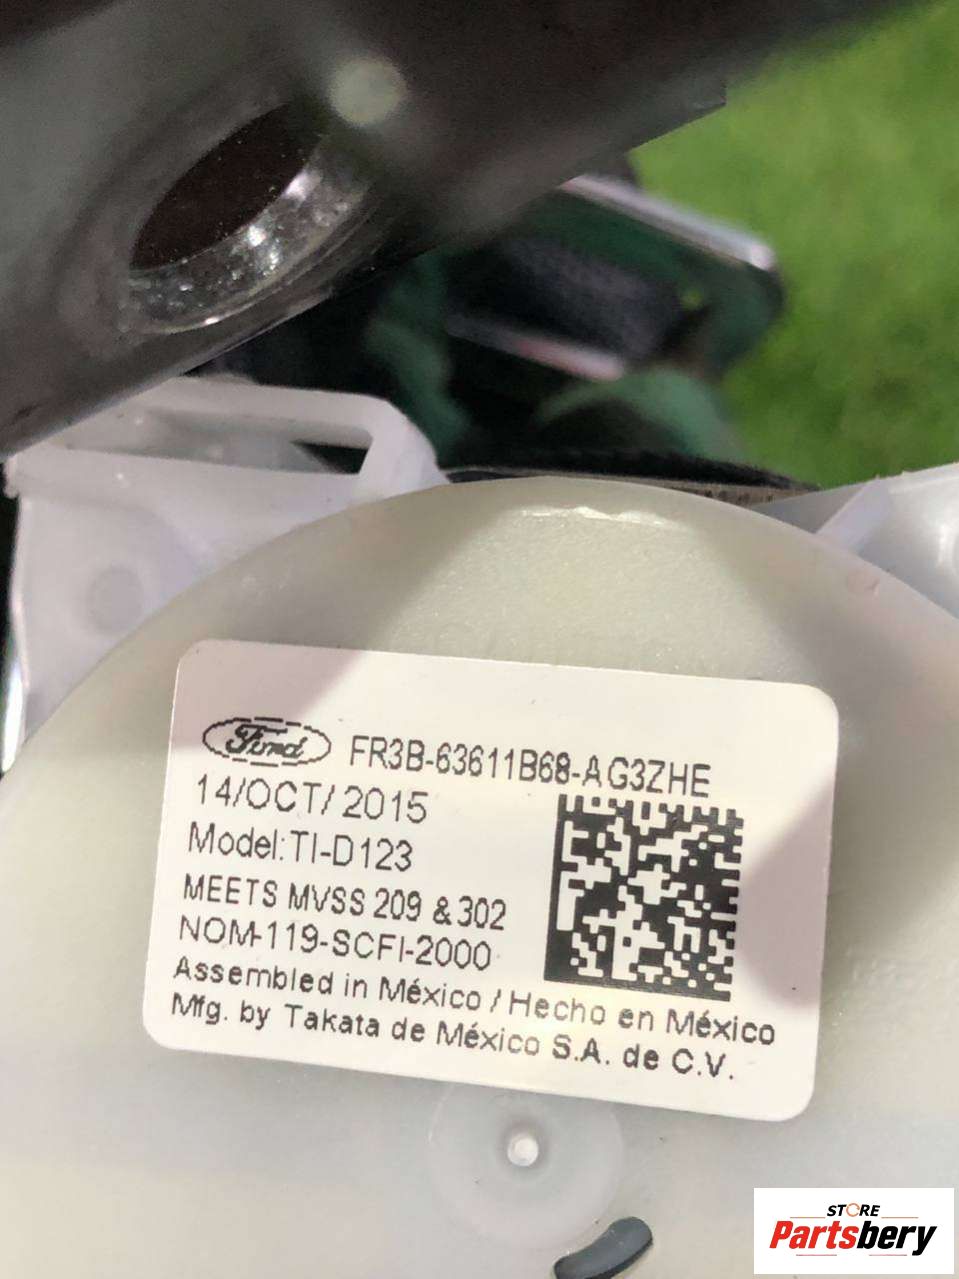 Ford FR3B-63611B68-AG3ZHE
14/OCT/2015
Model:TI-D123
MEETS MVSS 209 & 302
NOM-119-SCFI-2000
Assembled in México / Hecho en México
Mfg. by Takata de México S.A. de C.V.
STORE
Partsbery